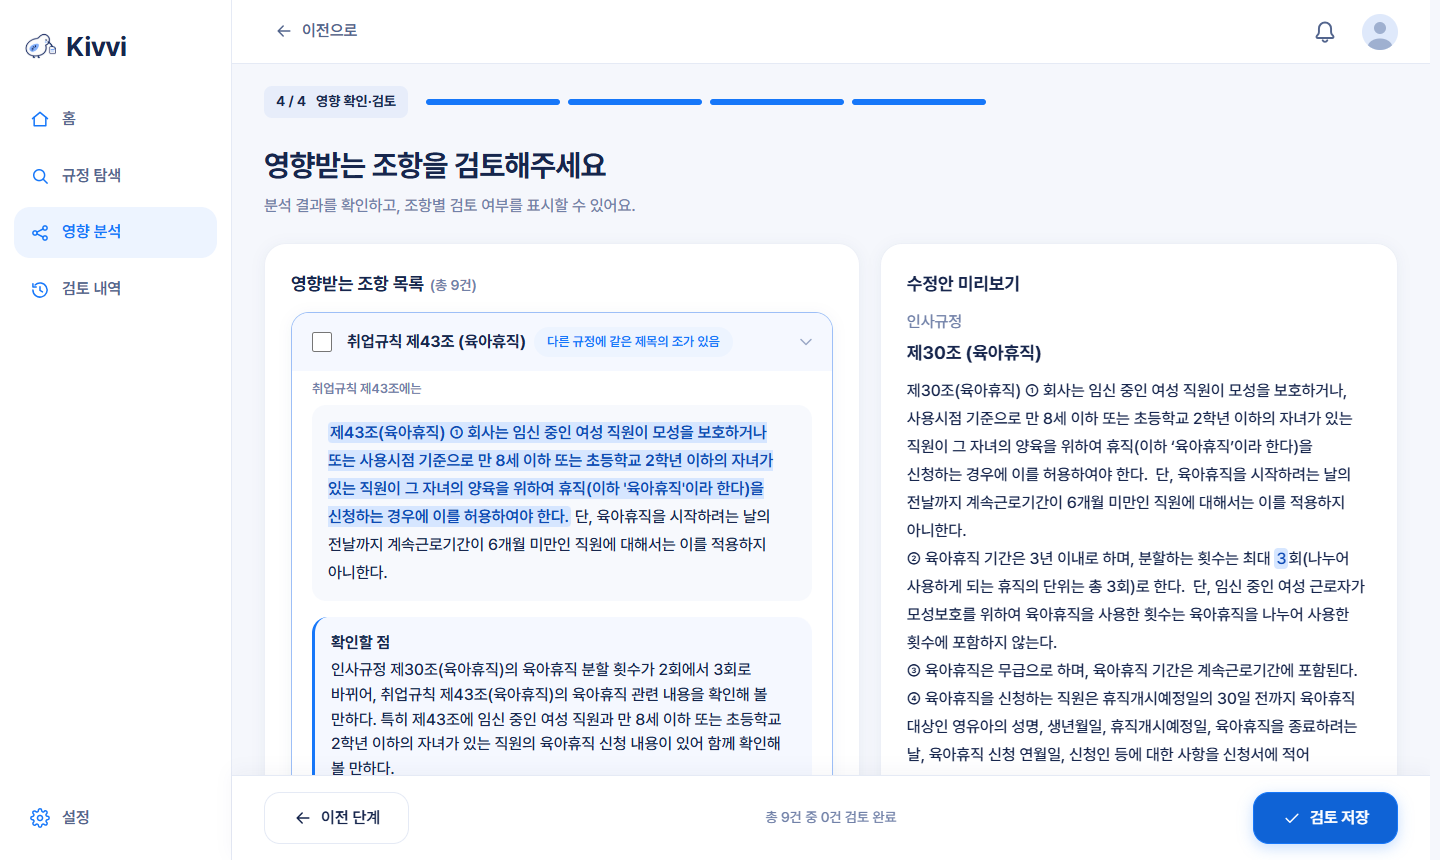 Kivvi
홈
규정 탐색
영향 분석
검토 내역
설정
이전으로
4 / 4 영향 확인·검토
영향받는 조항을 검토해주세요
분석 결과를 확인하고, 조항별 검토 여부를 표시할 수 있어요.
영향받는 조항 목록 (총 9건)
취업규칙 제43조 (육아휴직) 다른 규정에 같은 제목의 조가 있음
취업규칙 제43조에는
제43조(육아휴직) ① 회사는 임신 중인 여성 직원이 모성을 보호하거나
또는 사용시점 기준으로 만 8세 이하 또는 초등학교 2학년 이하의 자녀가
있는 직원이 그 자녀의 양육을 위하여 휴직(이하 '육아휴직'이라 한다)을
신청하는 경우에 이를 허용하여야 한다. 단, 육아휴직을 시작하려는 날의
전날까지 계속근로기간이 6개월 미만인 직원에 대해서는 이를 적용하지
아니한다.
확인할 점
인사규정 제30조(육아휴직)의 육아휴직 분할 횟수가 2회에서 3회로
바뀌어, 취업규칙 제43조(육아휴직)의 육아휴직 관련 내용을 확인해 볼
만하다. 특히 제43조에 임신 중인 여성 직원과 만 8세 이하 또는 초등학교
2학년 이하의 자녀가 있는 직원의 육아휴직 신청 내용이 있어 함께 확인해
볼 만하다.
수정안 미리보기
인사규정
제30조 (육아휴직)
제30조(육아휴직) ① 회사는 임신 중인 여성 직원이 모성을 보호하거나,
사용시점 기준으로 만 8세 이하 또는 초등학교 2학년 이하의 자녀가 있는
직원이 그 자녀의 양육을 위하여 휴직(이하 ‘육아휴직’이라 한다)을
신청하는 경우에 이를 허용하여야 한다. 단, 육아휴직을 시작하려는 날의
전날까지 계속근로기간이 6개월 미만인 직원에 대해서는 이를 적용하지
아니한다.
② 육아휴직 기간은 3년 이내로 하며, 분할하는 횟수는 최대 3회(나누어
사용하게 되는 휴직의 단위는 총 3회)로 한다. 단, 임신 중인 여성 근로자가
모성보호를 위하여 육아휴직을 사용한 횟수는 육아휴직을 나누어 사용한
횟수에 포함하지 않는다.
③ 육아휴직은 무급으로 하며, 육아휴직 기간은 계속근로기간에 포함된다.
④ 육아휴직을 신청하는 직원은 휴직개시예정일의 30일 전까지 육아휴직
대상인 영유아의 성명, 생년월일, 휴직개시예정일, 육아휴직을 종료하려는
날, 육아휴직 신청 연월일, 신청인 등에 대한 사항을 신청서에 적어
이전 단계
총 9건 중 0건 검토 완료
검토 저장